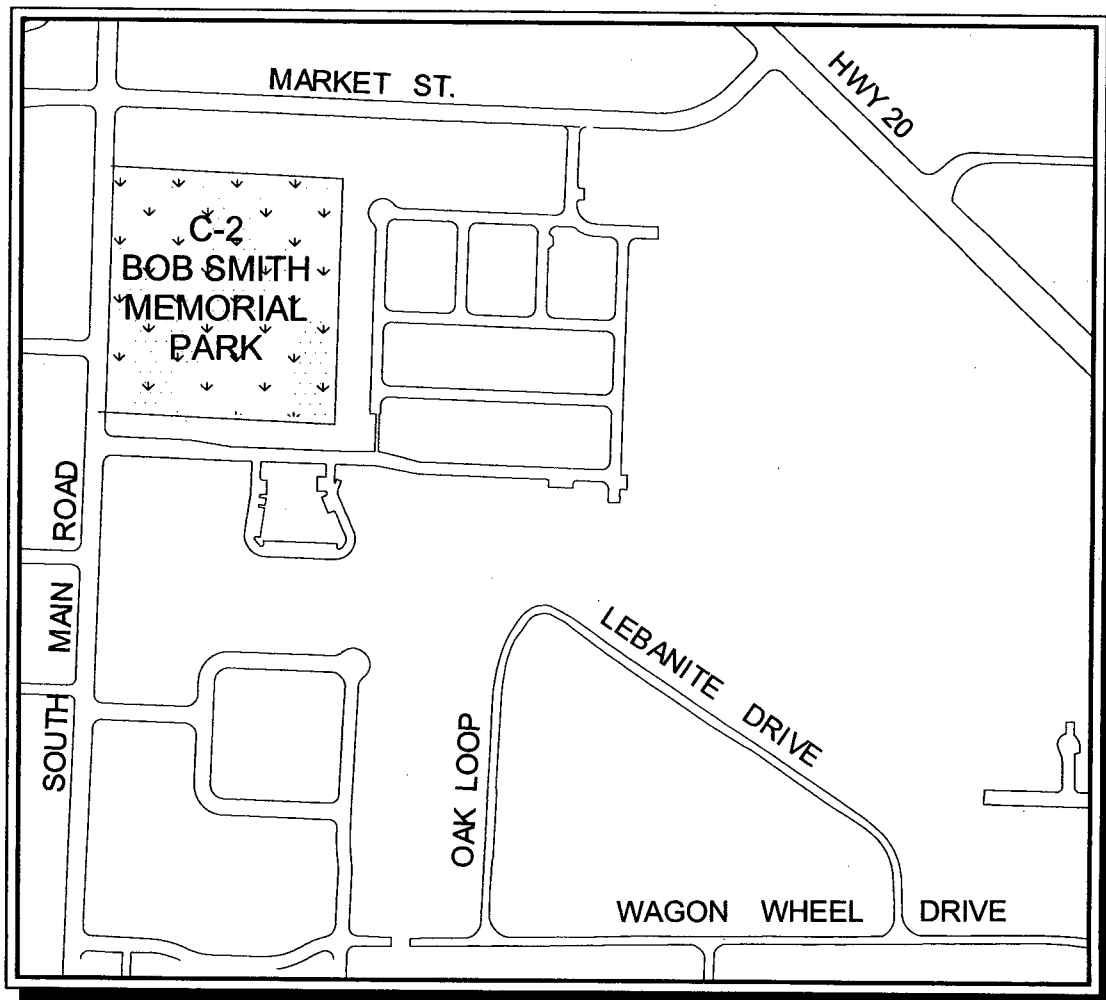 MARKET ST.
HWY 20
C-2
BOB SMITH
MEMORIAL
PARK
SOUTH MAIN ROAD
LEBANITE DRIVE
OAK LOOP
WAGON WHEEL DRIVE